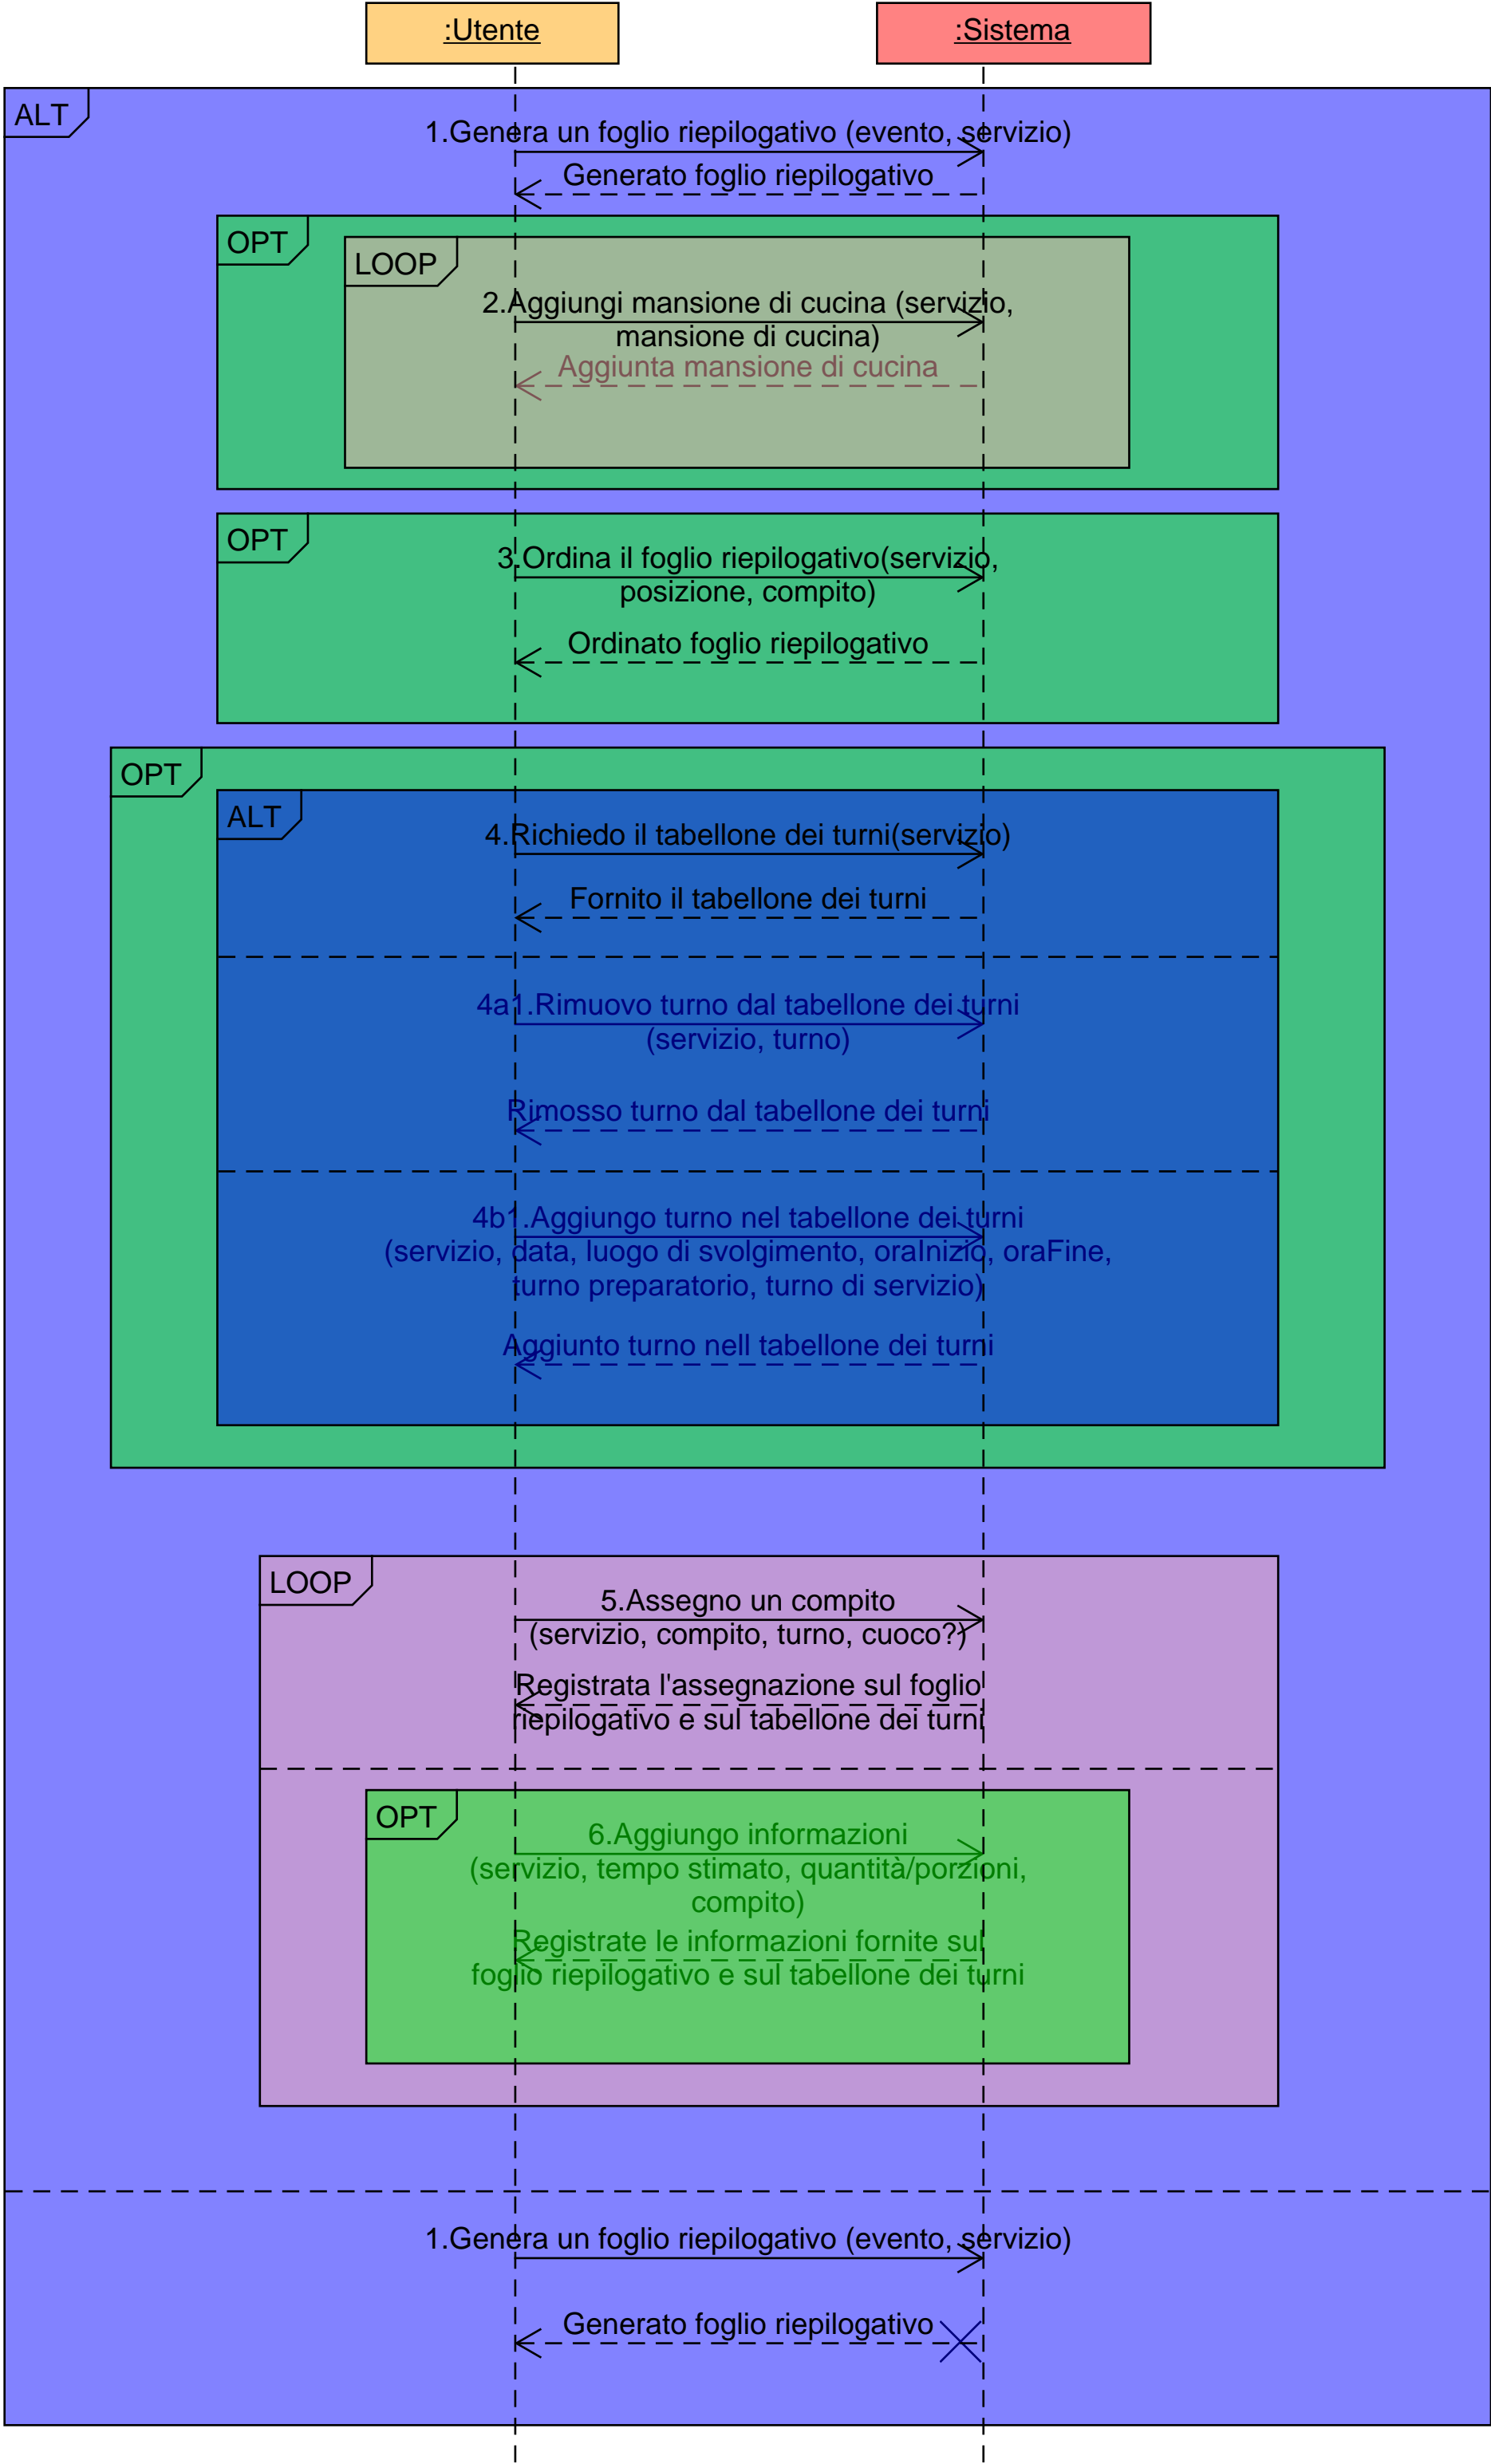 :Utente
:Sistema
ALT
1.Genera un foglio riepilogativo (evento, servizio)
Generato foglio riepilogativo
OPT
LOOP
2.Aggiungi mansione di cucina (servizio,
mansione di cucina)
Aggiunta mansione di cucina
OPT
3.Ordina il foglio riepilogativo(servizio,
posizione, compito)
Ordinato foglio riepilogativo
OPT
ALT
4.Richiedo il tabellone dei turni(servizio)
Fornito il tabellone dei turni
4a1.Rimuovo turno dal tabellone dei turni
(servizio, turno)
Rimosso turno dal tabellone dei turni
4b1.Aggiungo turno nel tabellone dei turni
(servizio, data, luogo di svolgimento, oraInizio, oraFine,
turno preparatorio, turno di servizio)
Aggiunto turno nell tabellone dei turni
LOOP
5.Assegno un compito
(servizio, compito, turno, cuoco?)
Registrata l'assegnazione sul foglio
riepilogativo e sul tabellone dei turni
OPT
6.Aggiungo informazioni
(servizio, tempo stimato, quantità/porzioni,
compito)
Registrate le informazioni fornite sul
foglio riepilogativo e sul tabellone dei turni
1.Genera un foglio riepilogativo (evento, servizio)
Generato foglio riepilogativo